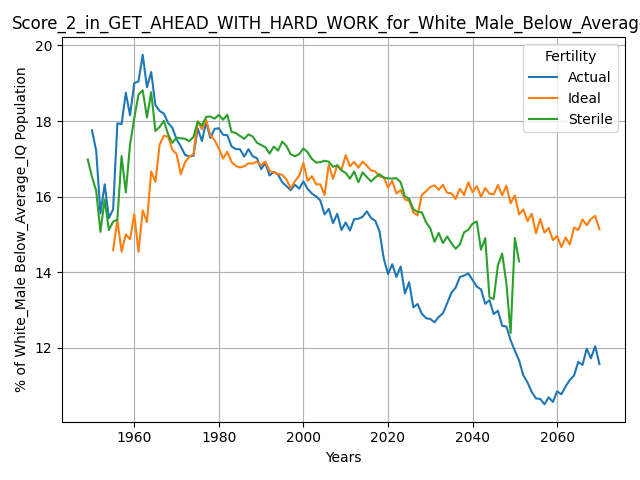 Score_2_in_GET_AHEAD_WITH_HARD_WORK_for_White_Male_Below_Average
Fertility
Actual
Ideal
Sterile
% of White_Male Below_Average_IQ Population
20
18
16
14
12
1960 1980 2000 2020 2040 2060
Years